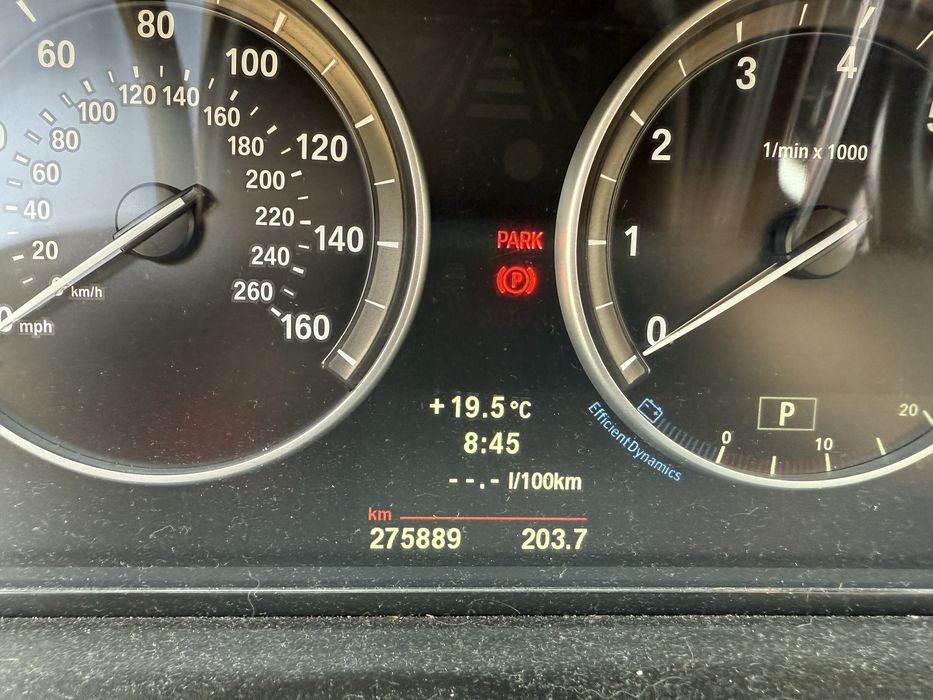 60
80
100
120
140
160
mph
20
40
60
80
100
120
140
160
180
200
220
240
260
km/h
PARK
P
+19.5°C
8:45
--.- l/100km
km
275889 203.7
0
1
2
3
4
1/min x 1000
P
EfficientDynamics
0
10
20